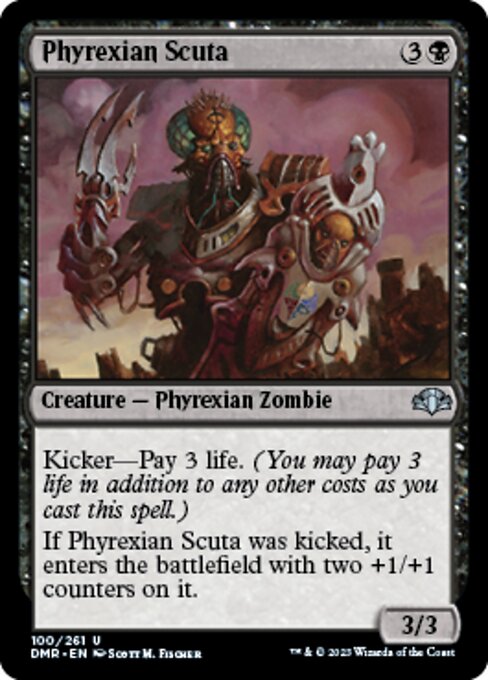 Phyrexian Scuta 3
Creature — Phyrexian Zombie
Kicker—Pay 3 life. (You may pay 3
life in addition to any other costs as you
cast this spell.)
If Phyrexian Scuta was kicked, it
enters the battlefield with two +1/+1
counters on it.
3/3
100/261 U
DMR • EN Scott M. Fischer
™ & © 2023 Wizards of the Coast